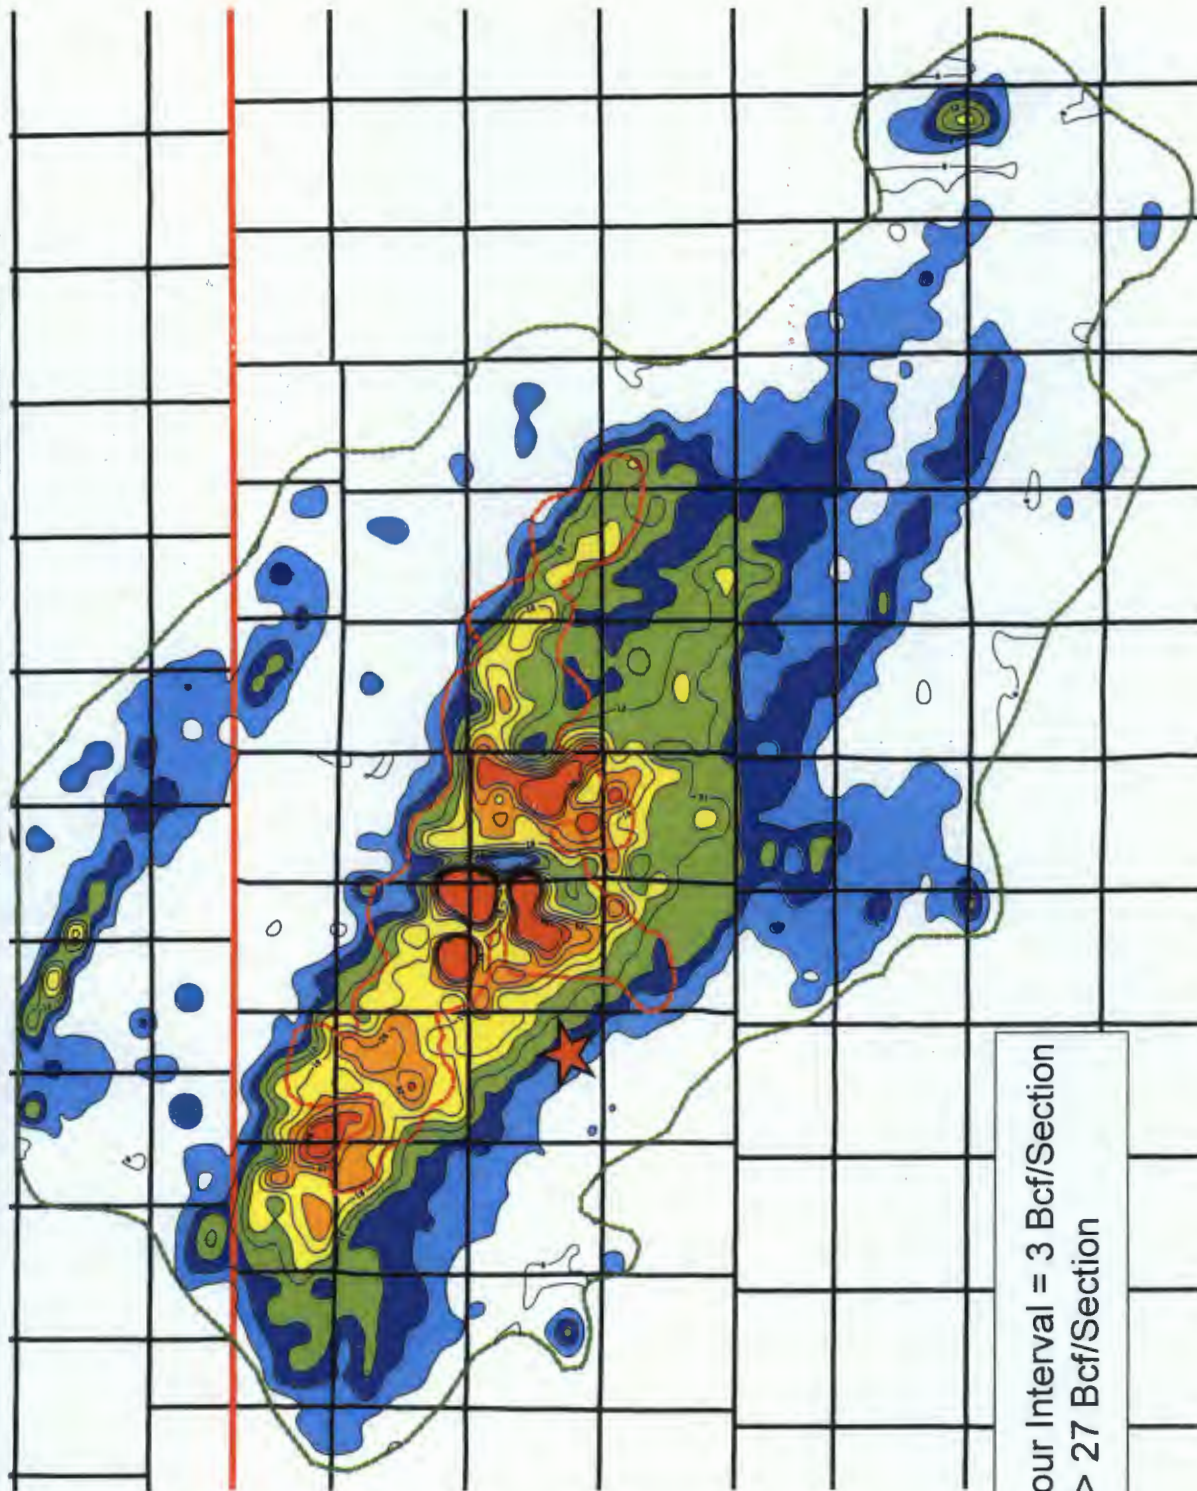 our Interval = 3 Bcf/Section
> 27 Bcf/Section